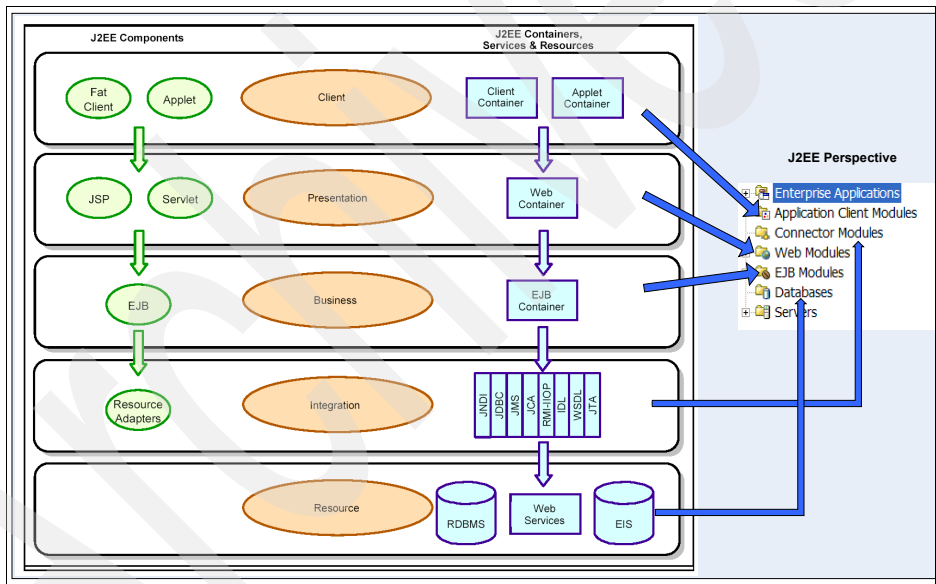 J2EE Components
J2EE Containers,
Services & Resources
Fat
Client
Applet
Client
Client
Container
Applet
Container
JSP
Servlet
Presentation
Web
Container
EJB
Business
EJB
Container
Resource
Adapters
Integration
JNDI
JDBC
JMS
JCA
RMI-IIOP
IDL
WSDL
JTA
Resource
RDBMS
Web
Services
EIS
J2EE Perspective
Enterprise Applications
Application Client Modules
Connector Modules
Web Modules
EJB Modules
Databases
Servers